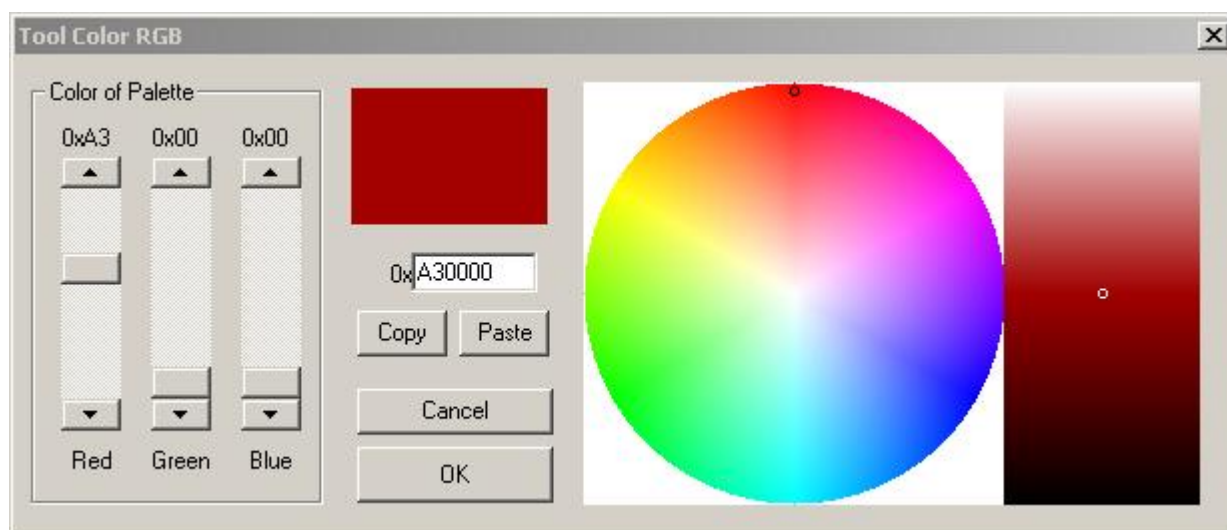 Tool Color RGB
Color of Palette
0xA3 0x00 0x00
Red Green Blue
0x A30000
Copy Paste
Cancel
OK